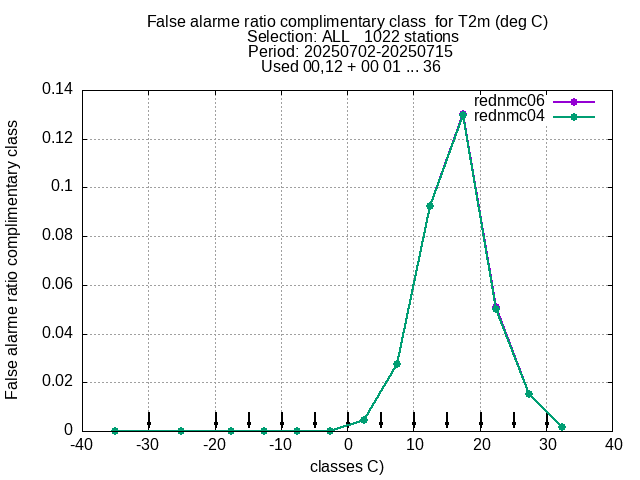 False alarme ratio complimentary class  for T2m (deg C)
Selection: ALL   1022 stations
Period: 20250702-20250715
Used 00,12 + 00 01 ... 36
rednmc06
rednmc04
False alarme ratio complimentary class
0.14
0.12
0.1
0.08
0.06
0.04
0.02
0
-40 -30 -20 -10 0 10 20 30 40
classes C)